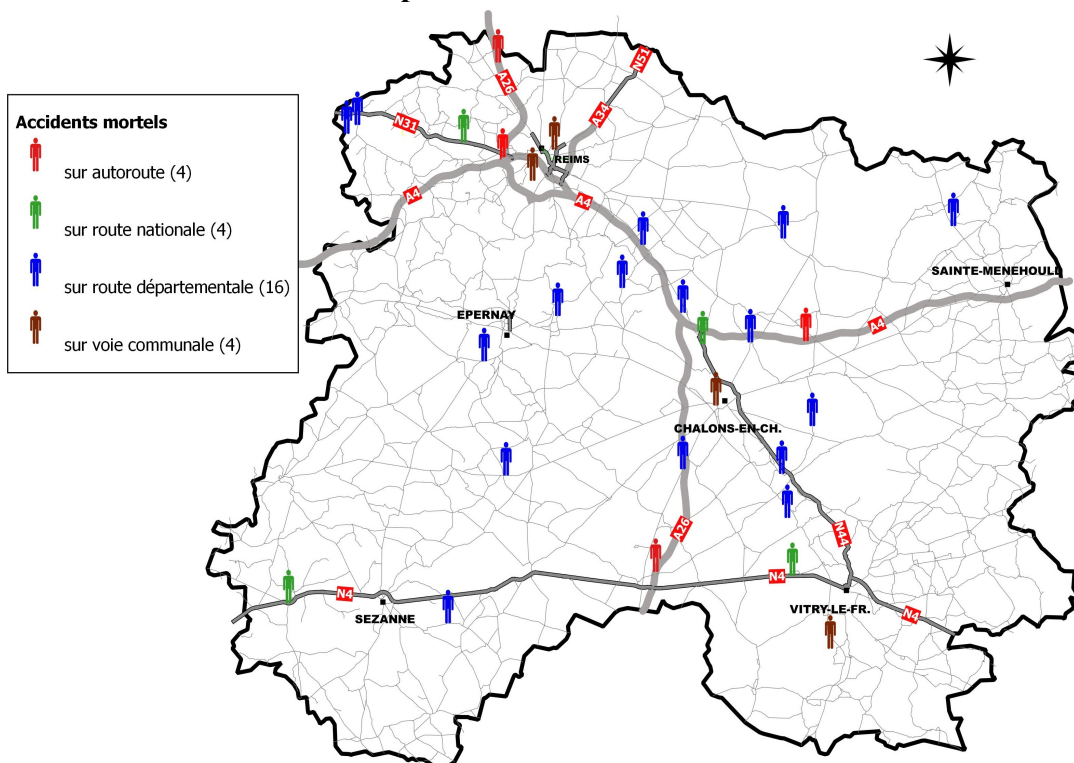 Accidents mortels
sur autoroute (4)
sur route nationale (4)
sur route départementale (16)
sur voie communale (4)
A26
N51
A34
N31
REIMS
A4
A4
SAINTE-MENEHOULD
EPERNAY
A4
CHALONS-EN-CH.
A26
N44
N4
N4
SEZANNE
VITRY-LE-FR.
N4